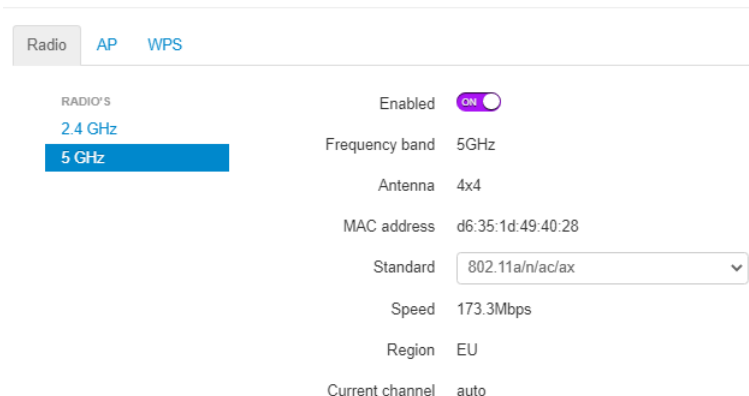 Radio AP WPS
RADIO'S
2.4 GHz
5 GHz
Enabled ON
Frequency band 5GHz
Antenna 4x4
MAC address d6:35:1d:49:40:28
Standard 802.11a/n/ac/ax
Speed 173.3Mbps
Region EU
Current channel auto